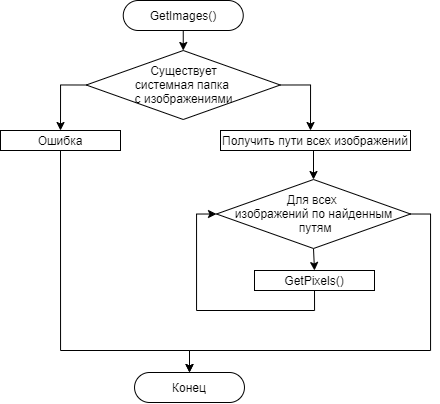 GetImages()
Существует
системная папка
с изображениями
Ошибка
Получить пути всех изображений
Для всех
изображений по найденным
путям
GetPixels()
Конец